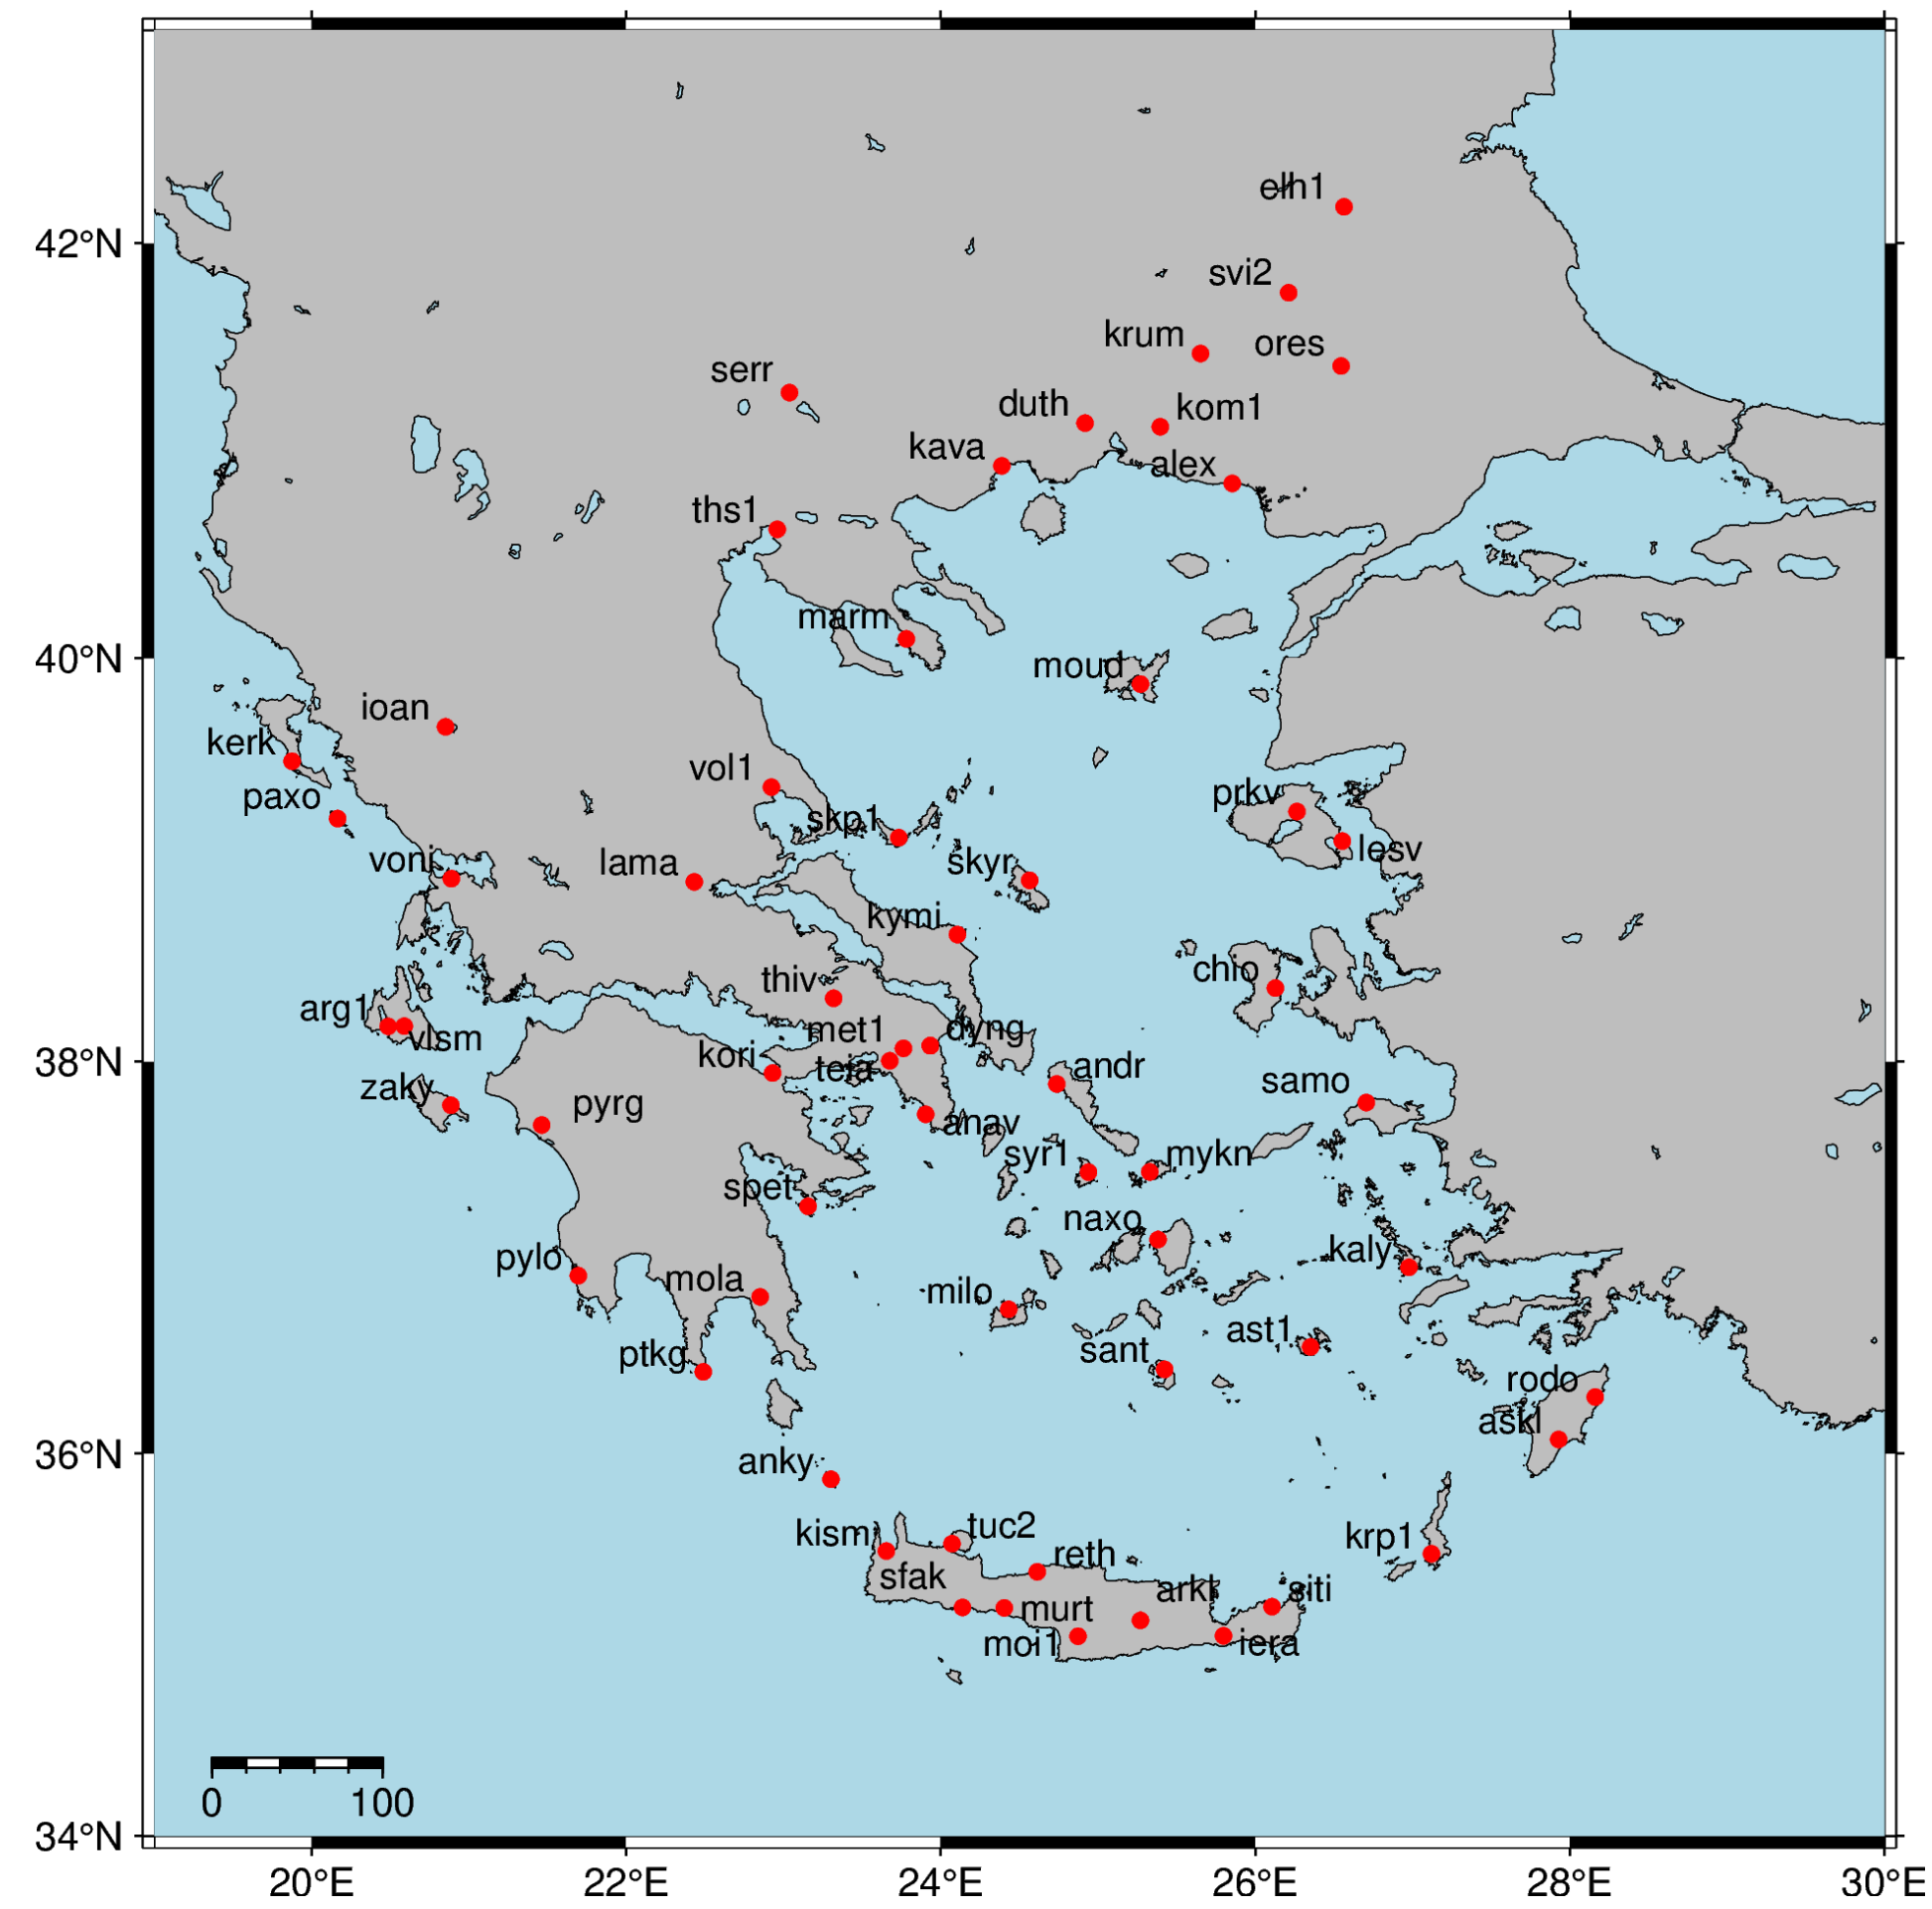 elh1
42°N
svi2
krum
ores
serr
duth
kom1
kava
alex
ths1
marm
40°N
moud
ioan
kerk
vol1
paxo
prkv
skp1
voni
lama
skyr
lesv
kymi
chio
thiv
arg1
met1
dyng
vlsm
38°N
kori
teia
andr
zaky
samo
pyrg
anav
syr1
mykn
spet
naxo
pylo
kaly
mola
milo
ast1
sant
ptkg
rodo
askl
36°N
anky
kism
tuc2
krp1
reth
sfak
arkl
siti
murt
moi1
iera
0
100
34°N
20°E
22°E
24°E
26°E
28°E
30°E